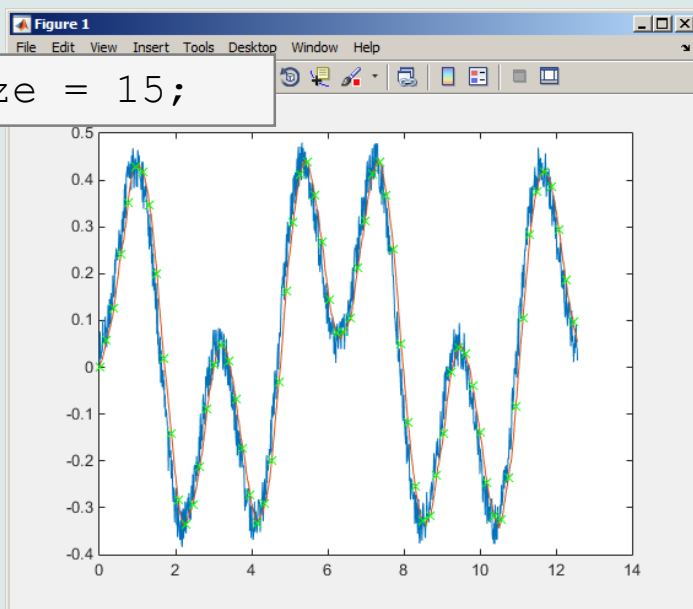 Figure 1
File Edit View Insert Tools Desktop Window Help
ze = 15;
0.5
0.4
0.3
0.2
0.1
0
-0.1
-0.2
-0.3
-0.4
0 2 4 6 8 10 12 14